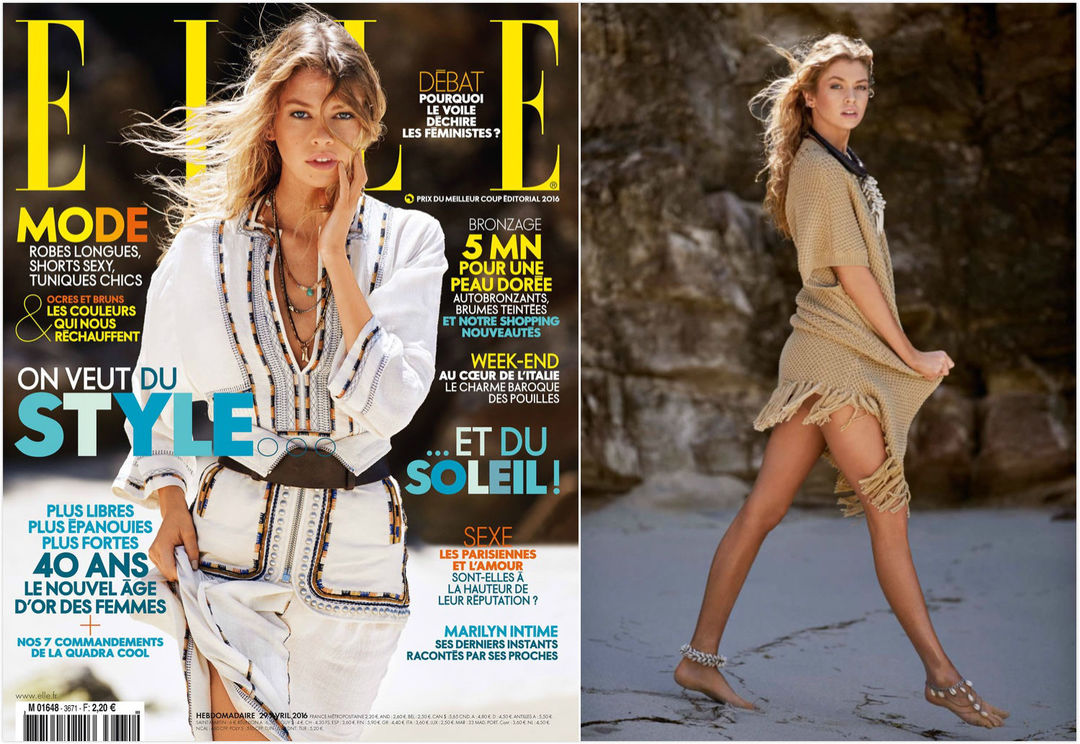 ELLE
DÉBAT
POURQUOI
LE VOILE
DÉCHIRE
LES FÉMINISTES ?
PRIX DU MEILLEUR COUP ÉDITORIAL 2016
MODE
ROBES LONGUES,
SHORTS SEXY,
TUNIQUES CHICS
& OCRES ET BRUNS
LES COULEURS
QUI NOUS
RÉCHAUFFENT
BRONZAGE
5 MN
POUR UNE
PEAU DORÉE
AUTOBRONZANTS,
BRUMES TEINTÉES
ET NOTRE SHOPPING
NOUVEAUTÉS
WEEK-END
AU CŒUR DE L'ITALIE
LE CHARME BAROQUE
DES POUILLES
ON VEUT DU
STYLE...
...ET DU
SOLEIL!
PLUS LIBRES
PLUS ÉPANOUIES
PLUS FORTES
40 ANS
LE NOUVEL ÂGE
D'OR DES FEMMES
+
NOS 7 COMMANDEMENTS
DE LA QUADRA COOL
SEXE
LES PARISIENNES
ET L'AMOUR
SONT-ELLES À
LA HAUTEUR DE
LEUR RÉPUTATION ?
MARILYN INTIME
SES DERNIERS INSTANTS
RACONTÉS PAR SES PROCHES
www.elle.fr
M 01648 - 3671 - F: 2,20 €
HEBDOMADAIRE 29 AVRIL 2016 FRANCE MÉTROPOLITAINE 2,20 €